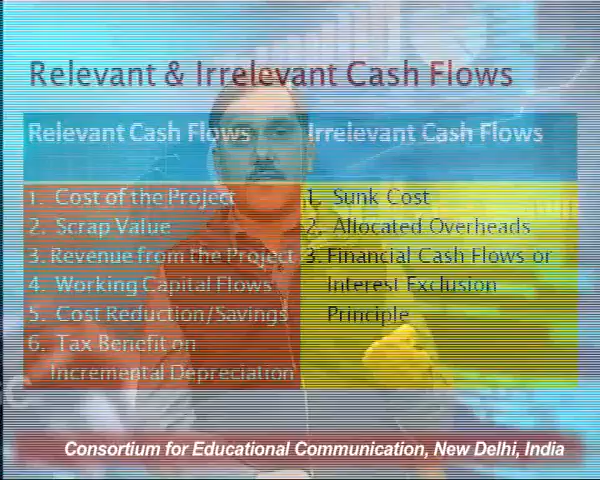 Relevant & Irrelevant Cash Flows
Relevant Cash Flows
1. Cost of the Project
2. Scrap Value
3. Revenue from the Project
4. Working Capital Flows
5. Cost Reduction/Savings
6. Tax Benefit on
Incremental Depreciation
Irrelevant Cash Flows
1. Sunk Cost
2. Allocated Overheads
3. Financial Cash Flows or
Interest Exclusion
Principle
Consortium for Educational Communication, New Delhi, India